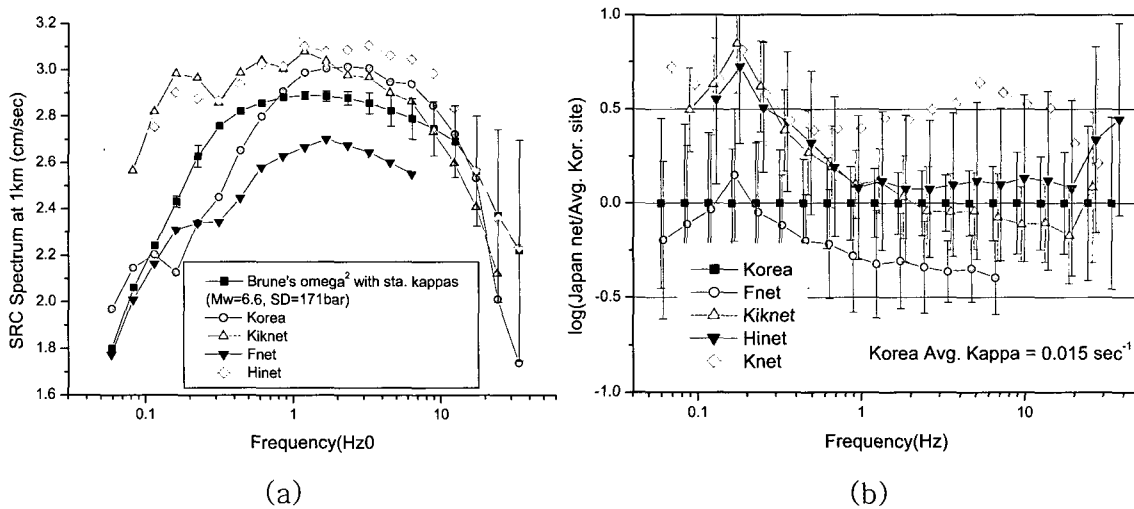 SRC Spectrum at 1km (cm/sec)
3.4
3.2
3.0
2.8
2.6
2.4
2.2
2.0
1.8
1.6
Brune's omega² with sta. kappas
(Mw=6.6, SD=171bar)
Korea
Kiknet
Fnet
Hinet
0.1
1
10
Frequency(Hz0
(a)
log(Japan net/Avg. Kor. site)
1.0
0.5
0.0
-0.5
-1.0
Korea
Fnet
Kiknet
Hinet
Knet
Korea Avg. Kappa = 0.015 sec⁻¹
0.1
1
10
Frequency(Hz)
(b)